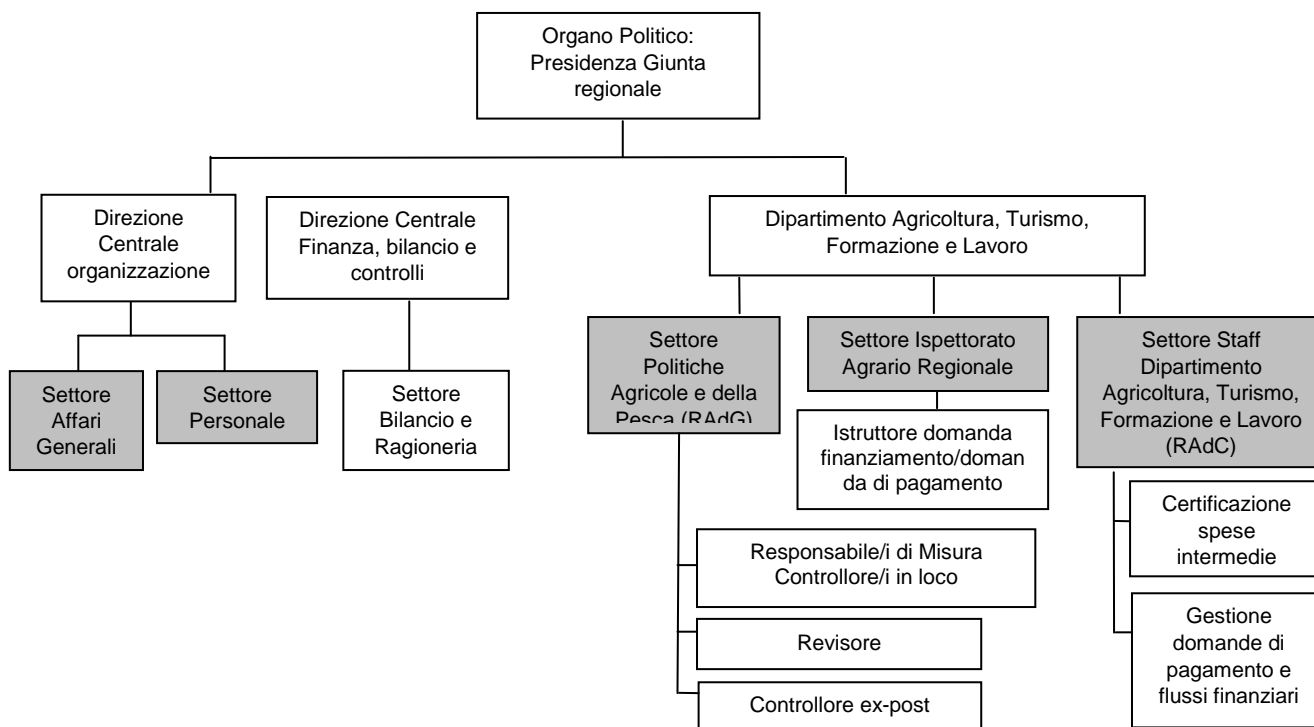 Organo Politico:
Presidenza Giunta
regionale
Direzione
Centrale
organizzazione
Direzione Centrale
Finanza, bilancio e
controlli
Dipartimento Agricoltura, Turismo,
Formazione e Lavoro
Settore
Affari
Generali
Settore
Personale
Settore
Bilancio e
Ragioneria
Settore
Politiche
Agricole e della
Pesca (RAdG)
Settore Ispettorato
Agrario Regionale
Settore Staff
Dipartimento
Agricoltura, Turismo,
Formazione e Lavoro
(RAdC)
Istruttore domanda
finanziamento/doman
da di pagamento
Responsabile/i di Misura
Controllore/i in loco
Revisore
Controllore ex-post
Certificazione
spese
intermedie
Gestione
domande di
pagamento e
flussi finanziari